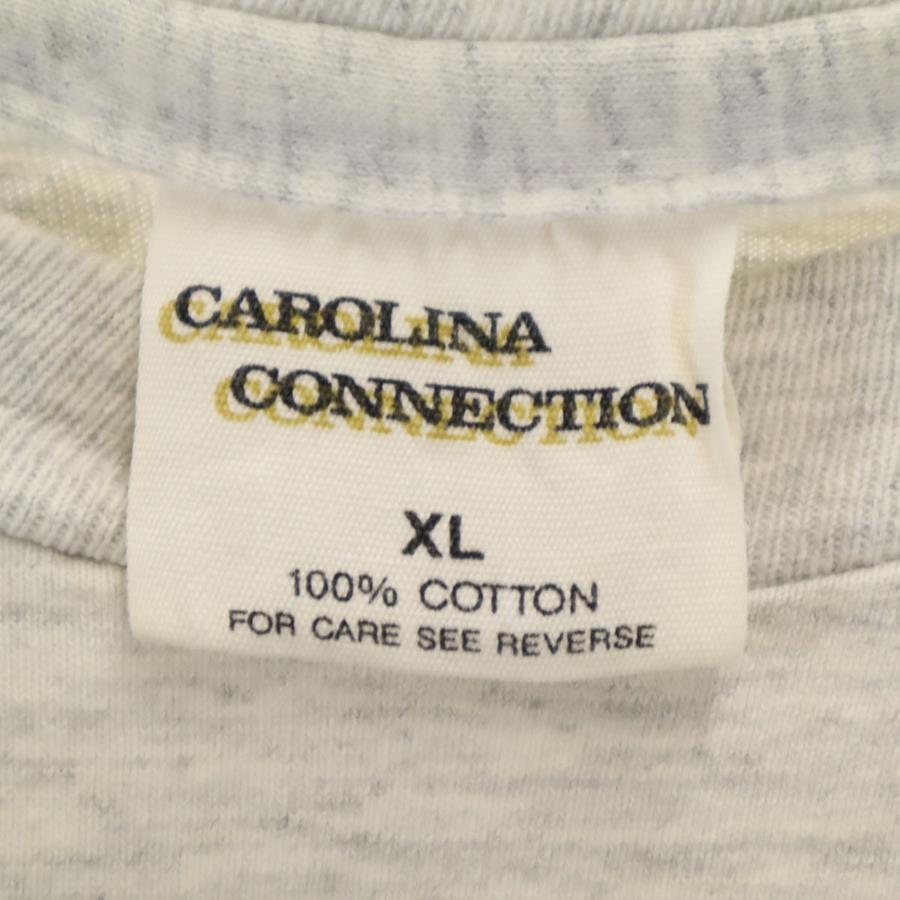 CAROLINA
CONNECTION
XL
100% COTTON
FOR CARE SEE REVERSE